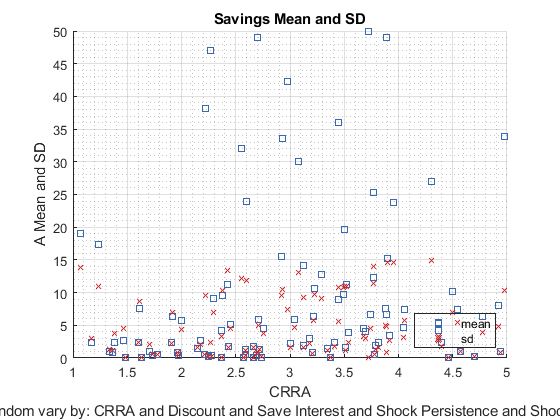 Savings Mean and SD
A Mean and SD
50
45
40
35
30
25
20
15
10
5
0
mean
sd
1 1.5 2 2.5 3 3.5 4 4.5 5
CRRA
vary by: CRRA and Discount and Save Interest and Shock Persistence and